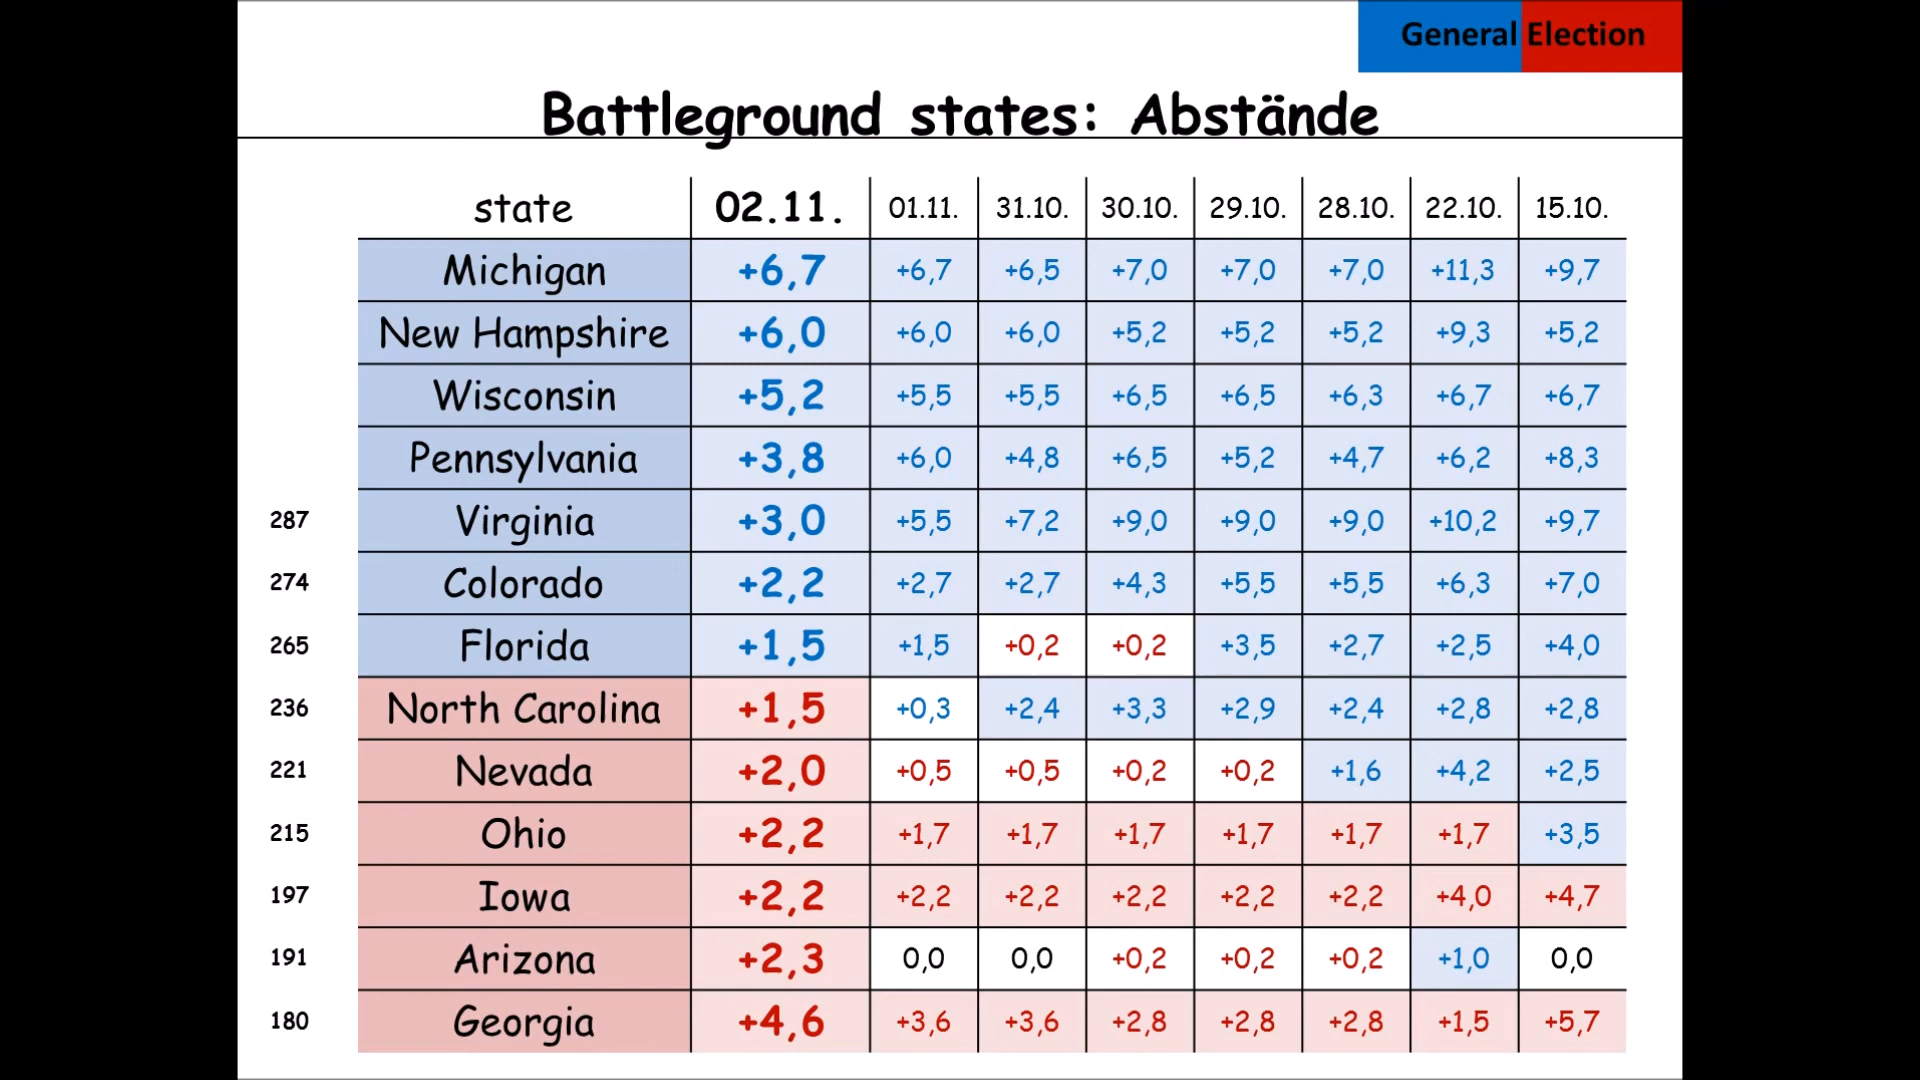 General Election
Battleground states: Abstände
state 02.11. 01.11. 31.10. 30.10. 29.10. 28.10. 22.10. 15.10.
Michigan +6,7 +6,7 +6,5 +7,0 +7,0 +7,0 +11,3 +9,7
New Hampshire +6,0 +6,0 +6,0 +5,2 +5,2 +5,2 +9,3 +5,2
Wisconsin +5,2 +5,5 +5,5 +6,5 +6,5 +6,3 +6,7 +6,7
Pennsylvania +3,8 +6,0 +4,8 +6,5 +5,2 +4,7 +6,2 +8,3
287 Virginia +3,0 +5,5 +7,2 +9,0 +9,0 +9,0 +10,2 +9,7
274 Colorado +2,2 +2,7 +2,7 +4,3 +5,5 +5,5 +6,3 +7,0
265 Florida +1,5 +1,5 +0,2 +0,2 +3,5 +2,7 +2,5 +4,0
236 North Carolina +1,5 +0,3 +2,4 +3,3 +2,9 +2,4 +2,8 +2,8
221 Nevada +2,0 +0,5 +0,5 +0,2 +0,2 +1,6 +4,2 +2,5
215 Ohio +2,2 +1,7 +1,7 +1,7 +1,7 +1,7 +1,7 +3,5
197 Iowa +2,2 +2,2 +2,2 +2,2 +2,2 +2,2 +4,0 +4,7
191 Arizona +2,3 0,0 0,0 +0,2 +0,2 +0,2 +1,0 0,0
180 Georgia +4,6 +3,6 +3,6 +2,8 +2,8 +2,8 +1,5 +5,7